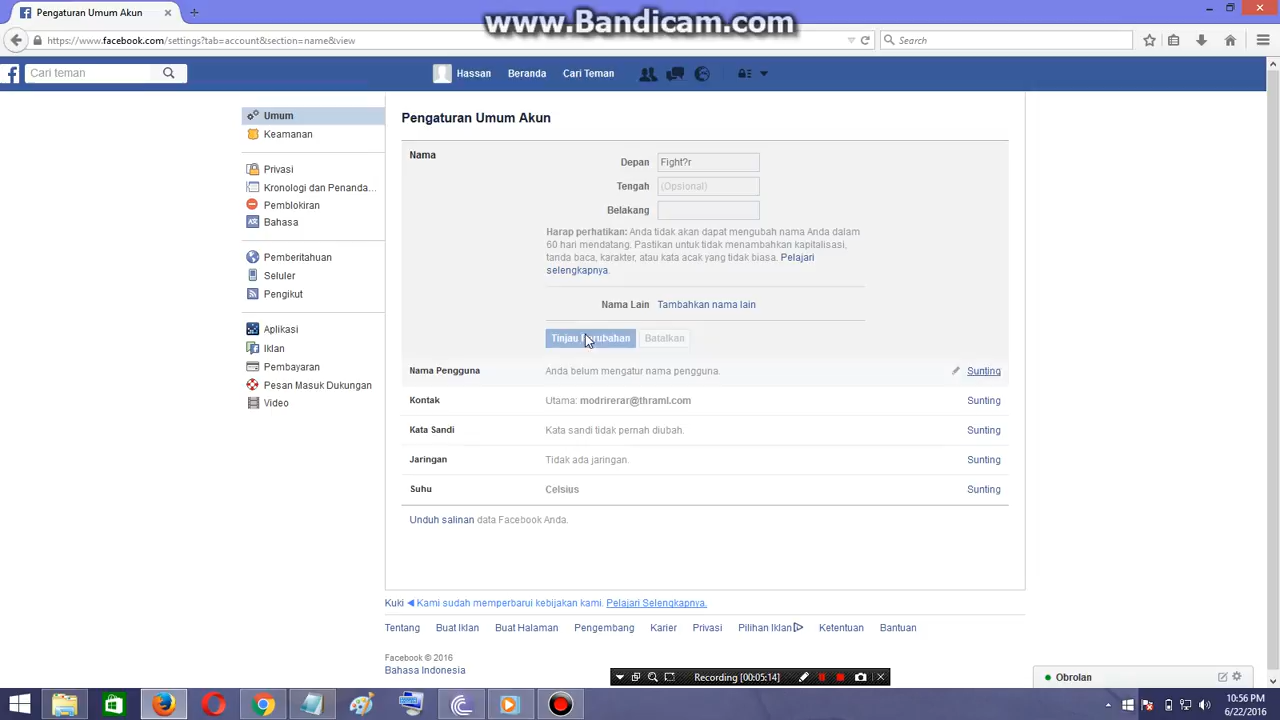 www.Bandicam.com
Pengaturan Umum Akun
https://www.facebook.com/settings?tab=account&section=name&view
Search
Cari teman
Hassan
Beranda
Cari Teman
Umum
Keamanan
Privasi
Kronologi dan Penanda...
Pemblokiran
Bahasa
Pemberitahuan
Seluler
Pengikut
Aplikasi
Iklan
Pembayaran
Pesan Masuk Dukungan
Video
Pengaturan Umum Akun
Nama
Depan Fight?r
Tengah (Opsional)
Belakang
Harap perhatikan: Anda tidak akan dapat mengubah nama Anda dalam
60 hari mendatang. Pastikan untuk tidak menambahkan kapitalisasi,
tanda baca, karakter, atau kata acak yang tidak biasa. Pelajari
selengkapnya.
Nama Lain Tambahkan nama lain
Tinjau Perubahan Batalkan
Nama Pengguna Anda belum mengatur nama pengguna. Sunting
Kontak Utama: modrirerar@thraml.com Sunting
Kata Sandi Kata sandi tidak pernah diubah. Sunting
Jaringan Tidak ada jaringan. Sunting
Suhu Celsius Sunting
Unduh salinan data Facebook Anda.
Kuki ◀ Kami sudah memperbarui kebijakan kami. Pelajari Selengkapnya.
Tentang Buat Iklan Buat Halaman Pengembang Karier Privasi Pilihan Iklan Ketentuan Bantuan
Facebook © 2016
Bahasa Indonesia
Recording [00:05:14]
Obrolan
10:56 PM
6/22/2016